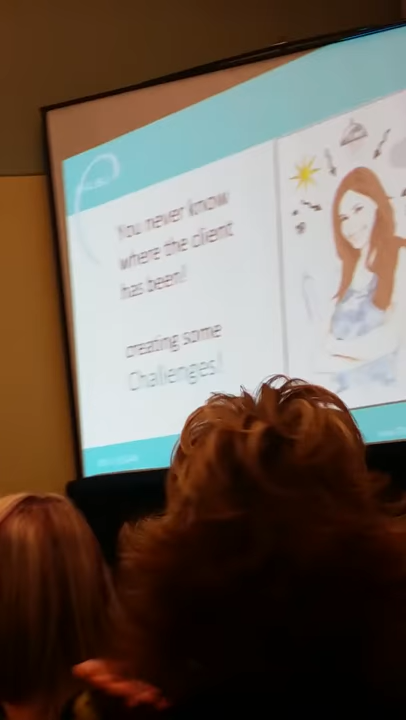 You never know
where the client
has been!
creating some
Challenges!